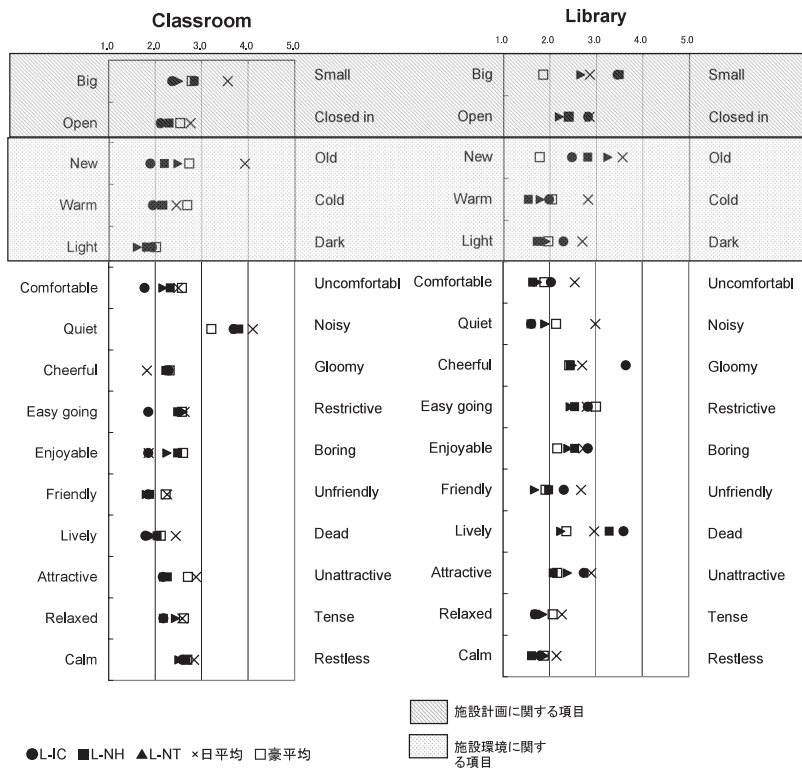 Classroom
1.0 2.0 3.0 4.0 5.0
Big Small
Open Closed in
New Old
Warm Cold
Light Dark
Comfortable Uncomfortabl
Quiet Noisy
Cheerful Gloomy
Easy going Restrictive
Enjoyable Boring
Friendly Unfriendly
Lively Dead
Attractive Unattractive
Relaxed Tense
Calm Restless
Library
1.0 2.0 3.0 4.0 5.0
Big Small
Open Closed in
New Old
Warm Cold
Light Dark
Comfortable Uncomfortabl
Quiet Noisy
Cheerful Gloomy
Easy going Restrictive
Enjoyable Boring
Friendly Unfriendly
Lively Dead
Attractive Unattractive
Relaxed Tense
Calm Restless
●L-IC ■L-NH ▲L-NT ×日平均 □豪平均
施設計画に関する項目
施設環境に関す
る項目